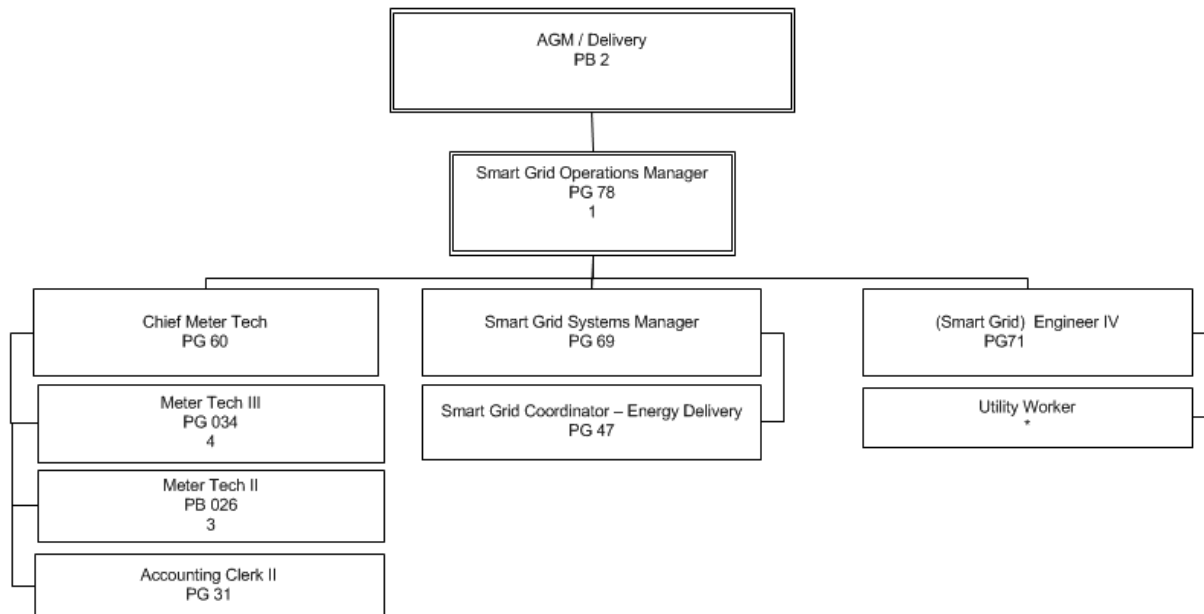 AGM / Delivery
PB 2
Smart Grid Operations Manager
PG 78
1
Chief Meter Tech
PG 60
Meter Tech III
PG 034
4
Meter Tech II
PB 026
3
Accounting Clerk II
PG 31
Smart Grid Systems Manager
PG 69
Smart Grid Coordinator – Energy Delivery
PG 47
(Smart Grid)  Engineer IV
PG71
Utility Worker
*